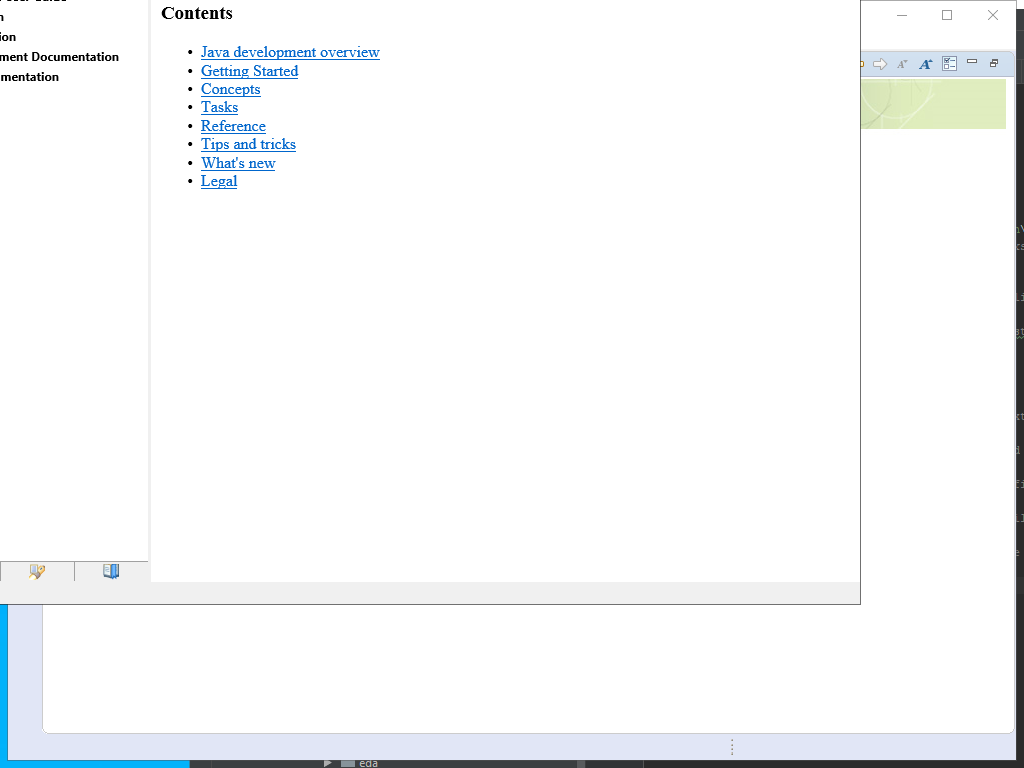 ion
ment Documentation
mentation
Contents
Java development overview
Getting Started
Concepts
Tasks
Reference
Tips and tricks
What's new
Legal
eda